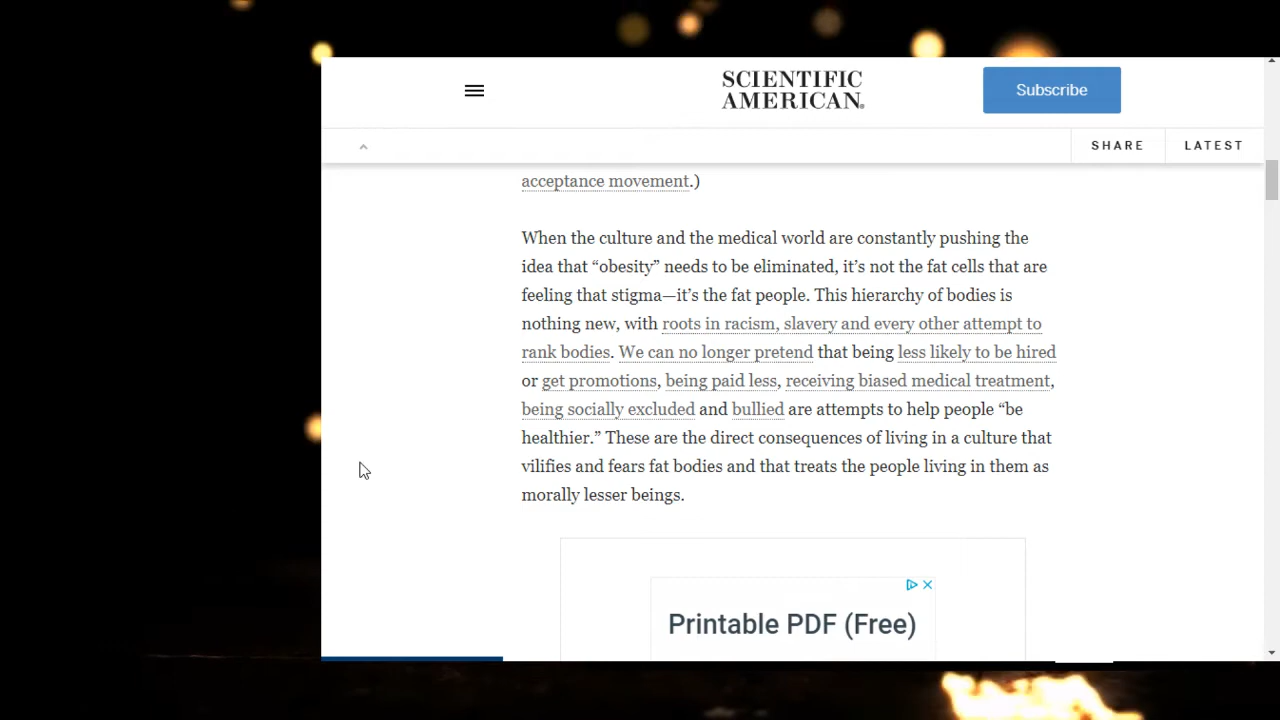 SCIENTIFIC
AMERICAN®
Subscribe
SHARE
LATEST
acceptance movement.)
When the culture and the medical world are constantly pushing the
idea that “obesity” needs to be eliminated, it’s not the fat cells that are
feeling that stigma—it’s the fat people. This hierarchy of bodies is
nothing new, with roots in racism, slavery and every other attempt to
rank bodies. We can no longer pretend that being less likely to be hired
or get promotions, being paid less, receiving biased medical treatment,
being socially excluded and bullied are attempts to help people “be
healthier.” These are the direct consequences of living in a culture that
vilifies and fears fat bodies and that treats the people living in them as
morally lesser beings.
Printable PDF (Free)